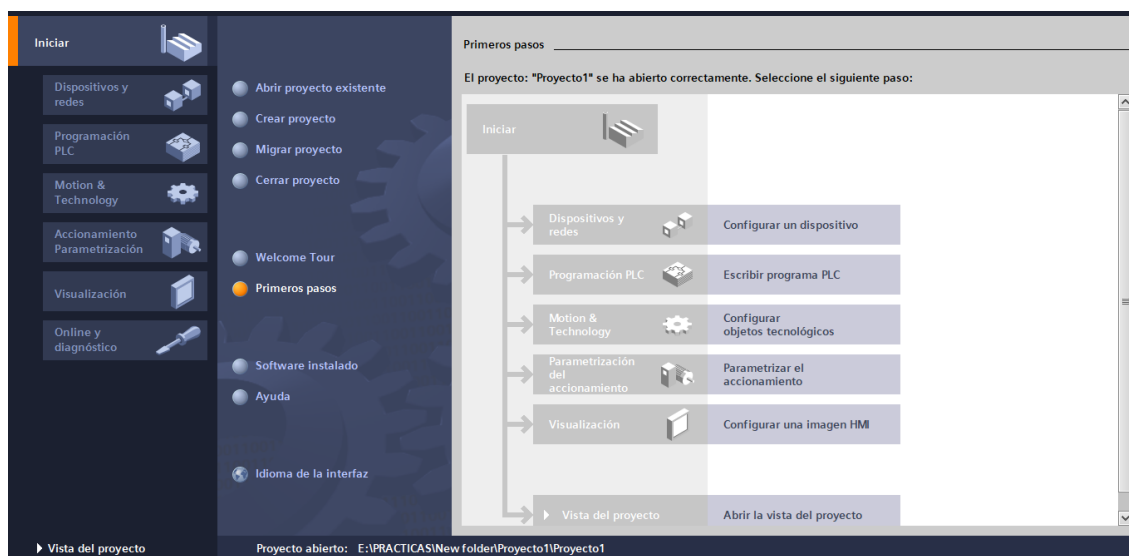 Iniciar
Dispositivos y
redes
Programación
PLC
Motion &
Technology
Accionamiento
Parametrización
Visualización
Online y
diagnóstico
Vista del proyecto
Abrir proyecto existente
Crear proyecto
Migrar proyecto
Cerrar proyecto
Welcome Tour
Primeros pasos
Software instalado
Ayuda
Idioma de la interfaz
Primeros pasos
El proyecto: "Proyecto1" se ha abierto correctamente. Seleccione el siguiente paso:
Iniciar
Dispositivos y
redes
Configurar un dispositivo
Programación PLC
Escribir programa PLC
Motion &
Technology
Configurar
objetos tecnológicos
Parametrización
del
accionamiento
Parametrizar el
accionamiento
Visualización
Configurar una imagen HMI
Vista del proyecto
Abrir la vista del proyecto
Proyecto abierto: E:\PRACTICAS\New folder\Proyecto1\Proyecto1